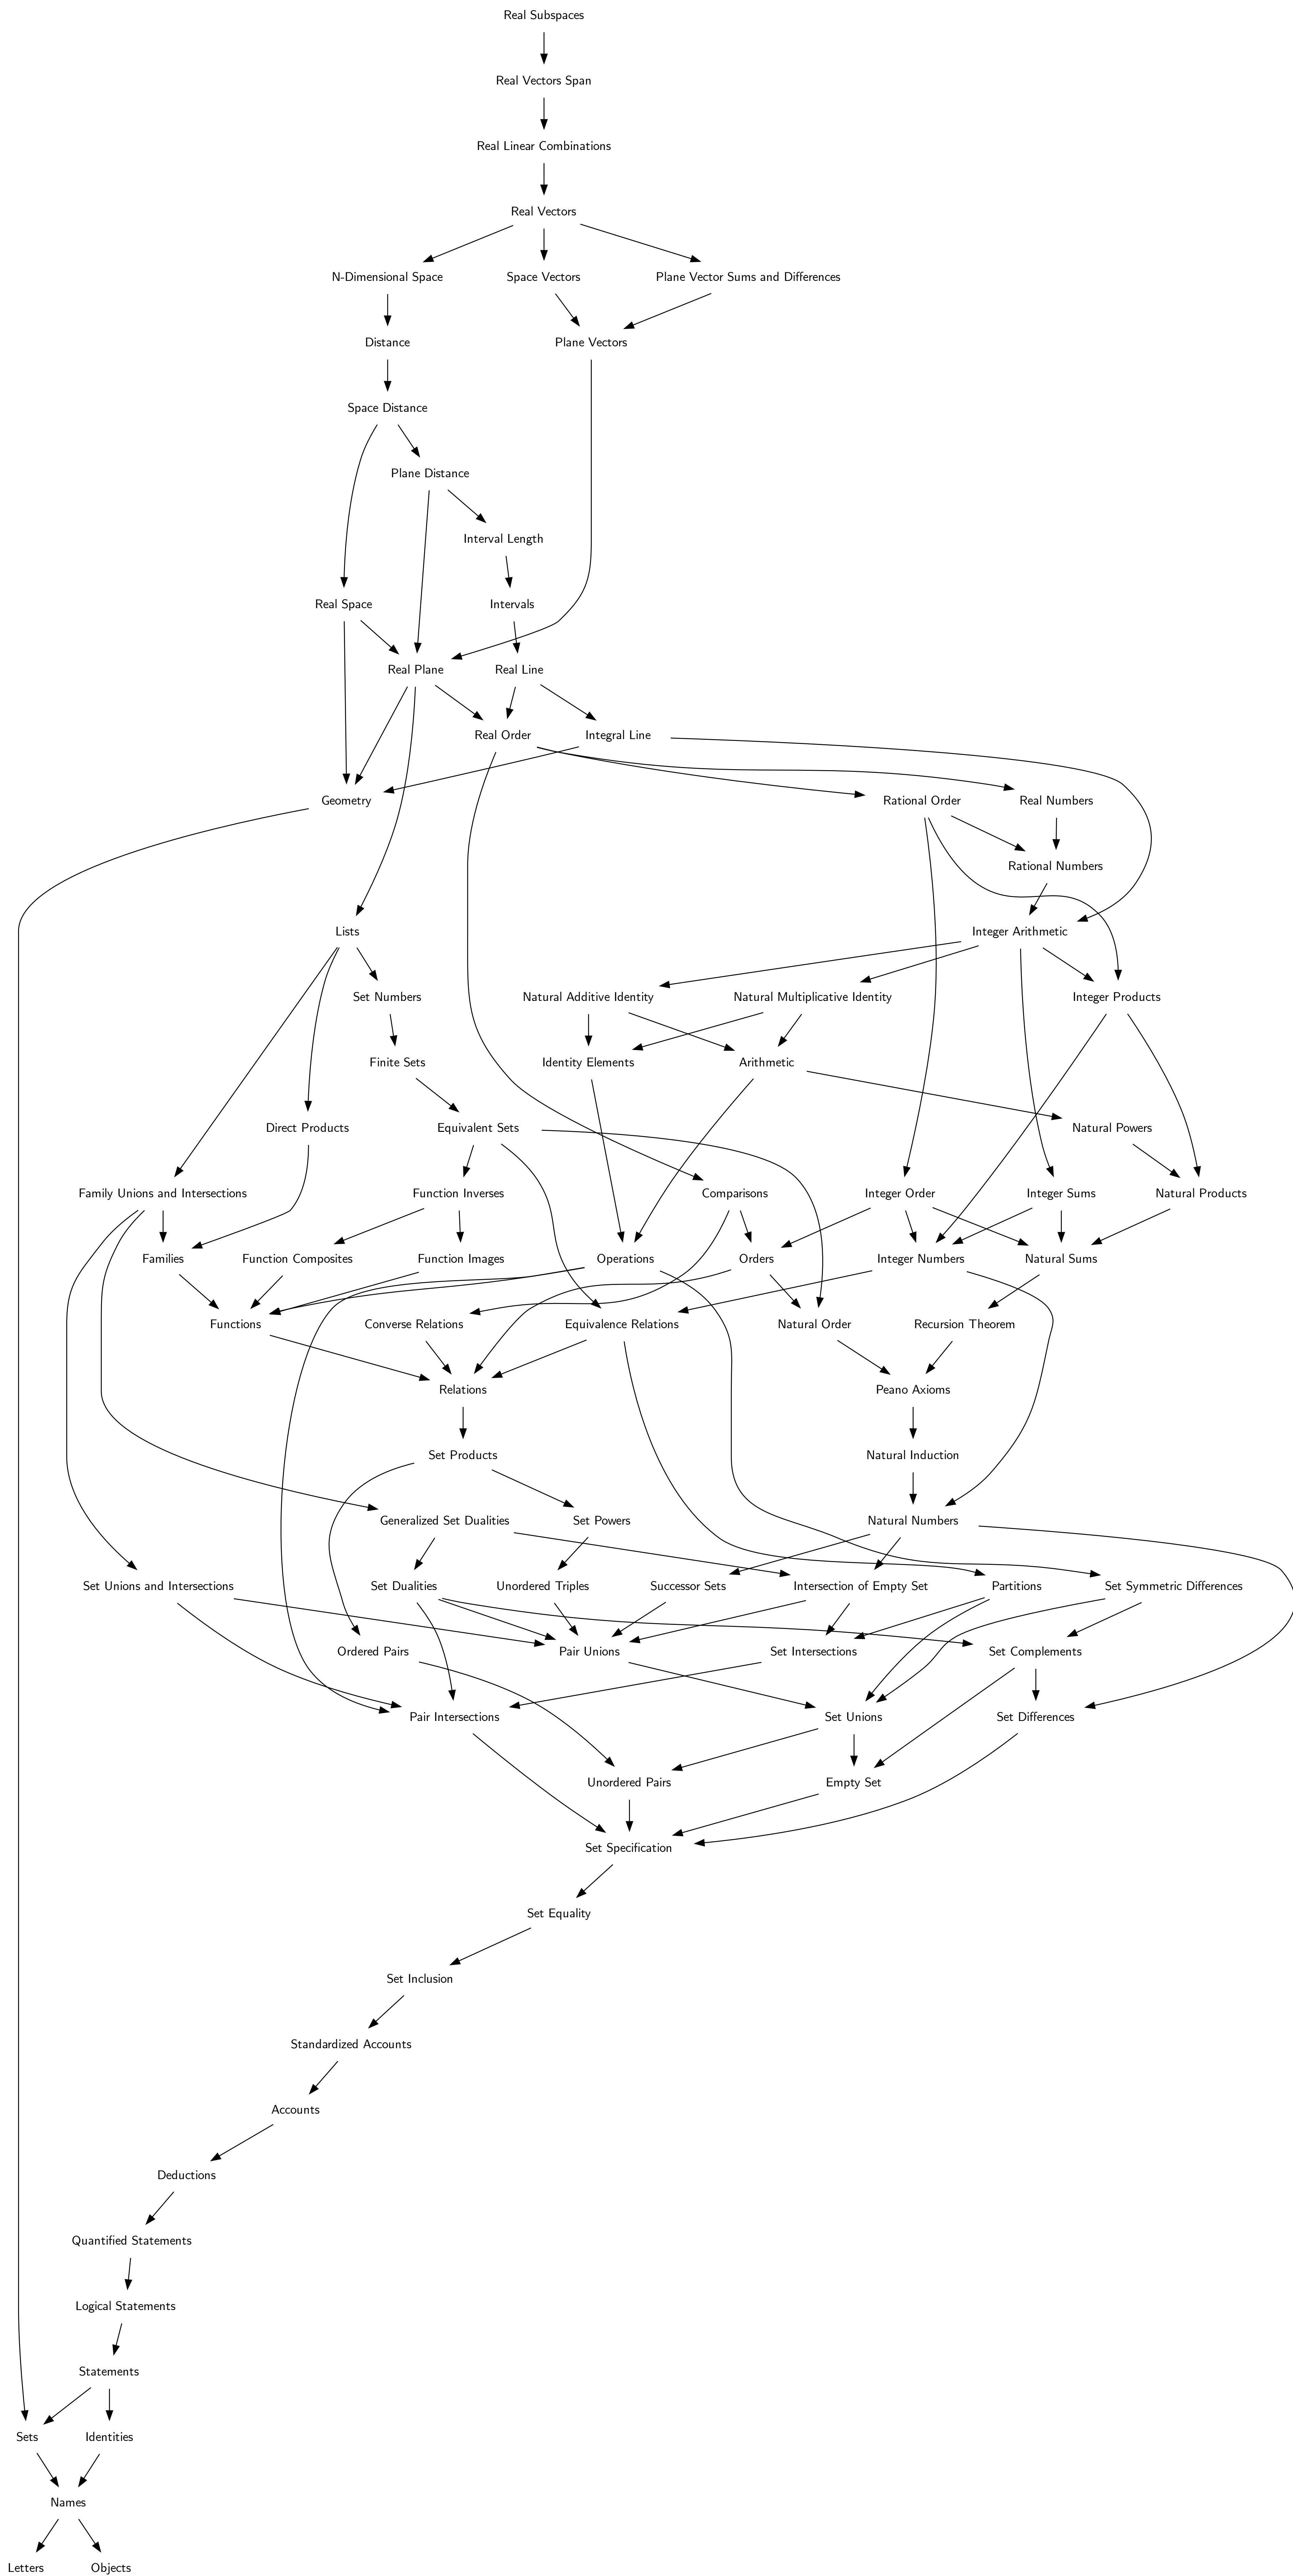 Real Subspaces
Real Vectors Span
Real Linear Combinations
Real Vectors
N-Dimensional Space
Space Vectors
Plane Vector Sums and Differences
Distance
Plane Vectors
Space Distance
Plane Distance
Interval Length
Real Space
Intervals
Real Plane
Real Line
Real Order
Integral Line
Geometry
Rational Order
Real Numbers
Rational Numbers
Lists
Integer Arithmetic
Set Numbers
Natural Additive Identity
Natural Multiplicative Identity
Integer Products
Finite Sets
Identity Elements
Arithmetic
Direct Products
Equivalent Sets
Natural Powers
Family Unions and Intersections
Function Inverses
Comparisons
Integer Order
Integer Sums
Natural Products
Families
Function Composites
Function Images
Operations
Orders
Integer Numbers
Natural Sums
Functions
Converse Relations
Equivalence Relations
Natural Order
Recursion Theorem
Relations
Peano Axioms
Set Products
Natural Induction
Generalized Set Dualities
Set Powers
Natural Numbers
Set Unions and Intersections
Set Dualities
Unordered Triples
Successor Sets
Intersection of Empty Set
Partitions
Set Symmetric Differences
Ordered Pairs
Pair Unions
Set Intersections
Set Complements
Pair Intersections
Set Unions
Set Differences
Unordered Pairs
Empty Set
Set Specification
Set Equality
Set Inclusion
Standardized Accounts
Accounts
Deductions
Quantified Statements
Logical Statements
Statements
Sets
Identities
Names
Letters
Objects